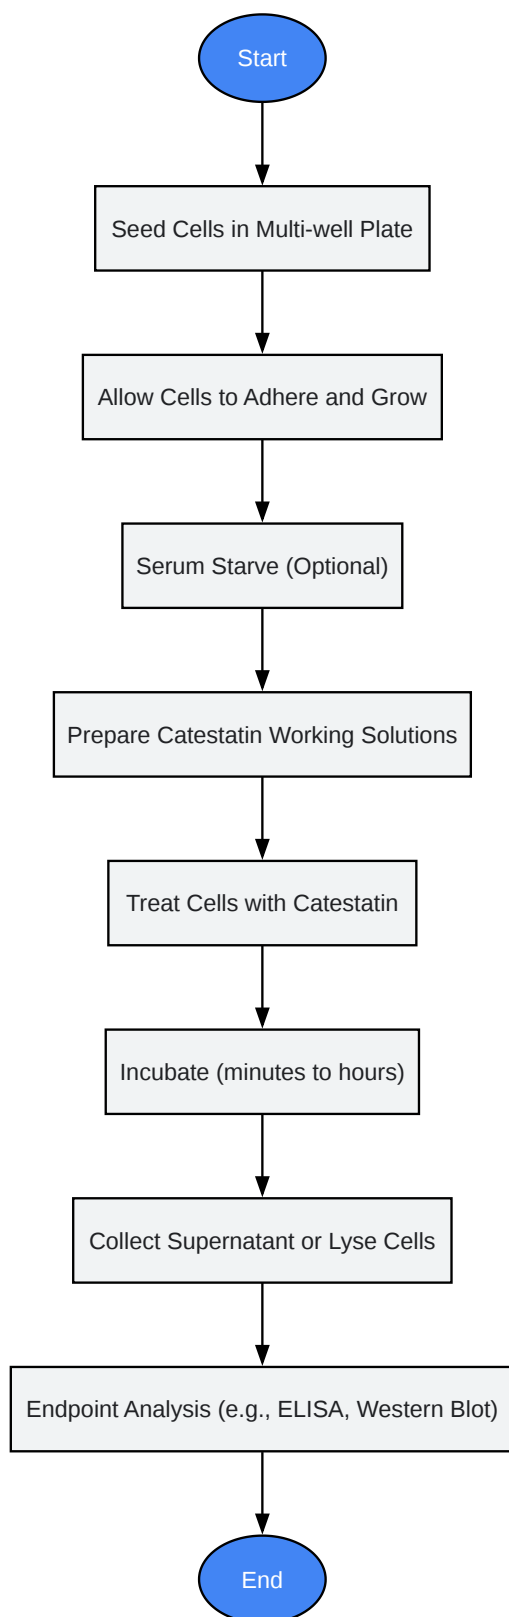 Start
Seed Cells in Multi-well Plate
Allow Cells to Adhere and Grow
Serum Starve (Optional)
Prepare Catestatin Working Solutions
Treat Cells with Catestatin
Incubate (minutes to hours)
Collect Supernatant or Lyse Cells
Endpoint Analysis (e.g., ELISA, Western Blot)
End